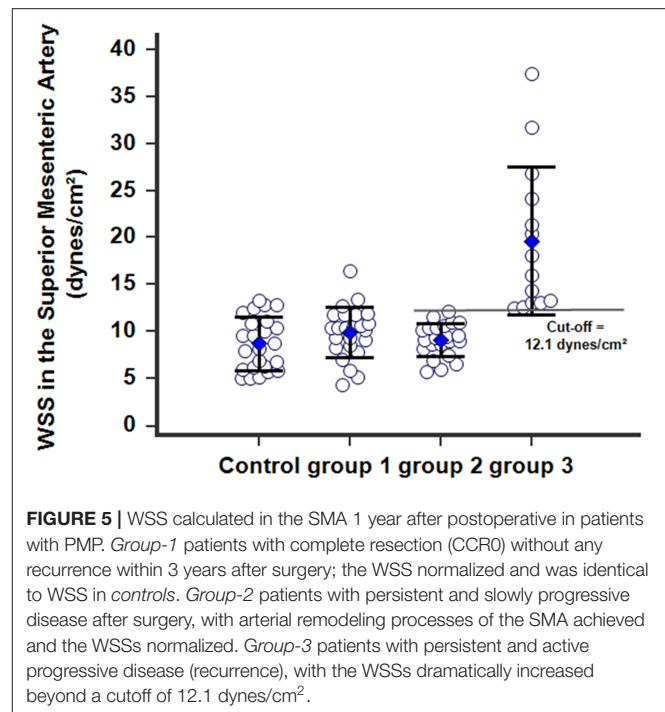 WSS in the Superior Mesenteric Artery
(dynes/cm²)
40
35
30
25
20
15
10
5
0
Cut-off =
12.1 dynes/cm²
Control group 1 group 2 group 3
FIGURE 5 | WSS calculated in the SMA 1 year after postoperative in patients
with PMP. Group-1 patients with complete resection (CCR0) without any
recurrence within 3 years after surgery; the WSS normalized and was identical
to WSS in controls. Group-2 patients with persistent and slowly progressive
disease after surgery, with arterial remodeling processes of the SMA achieved
and the WSSs normalized. Group-3 patients with persistent and active
progressive disease (recurrence), with the WSSs dramatically increased
beyond a cutoff of 12.1 dynes/cm².